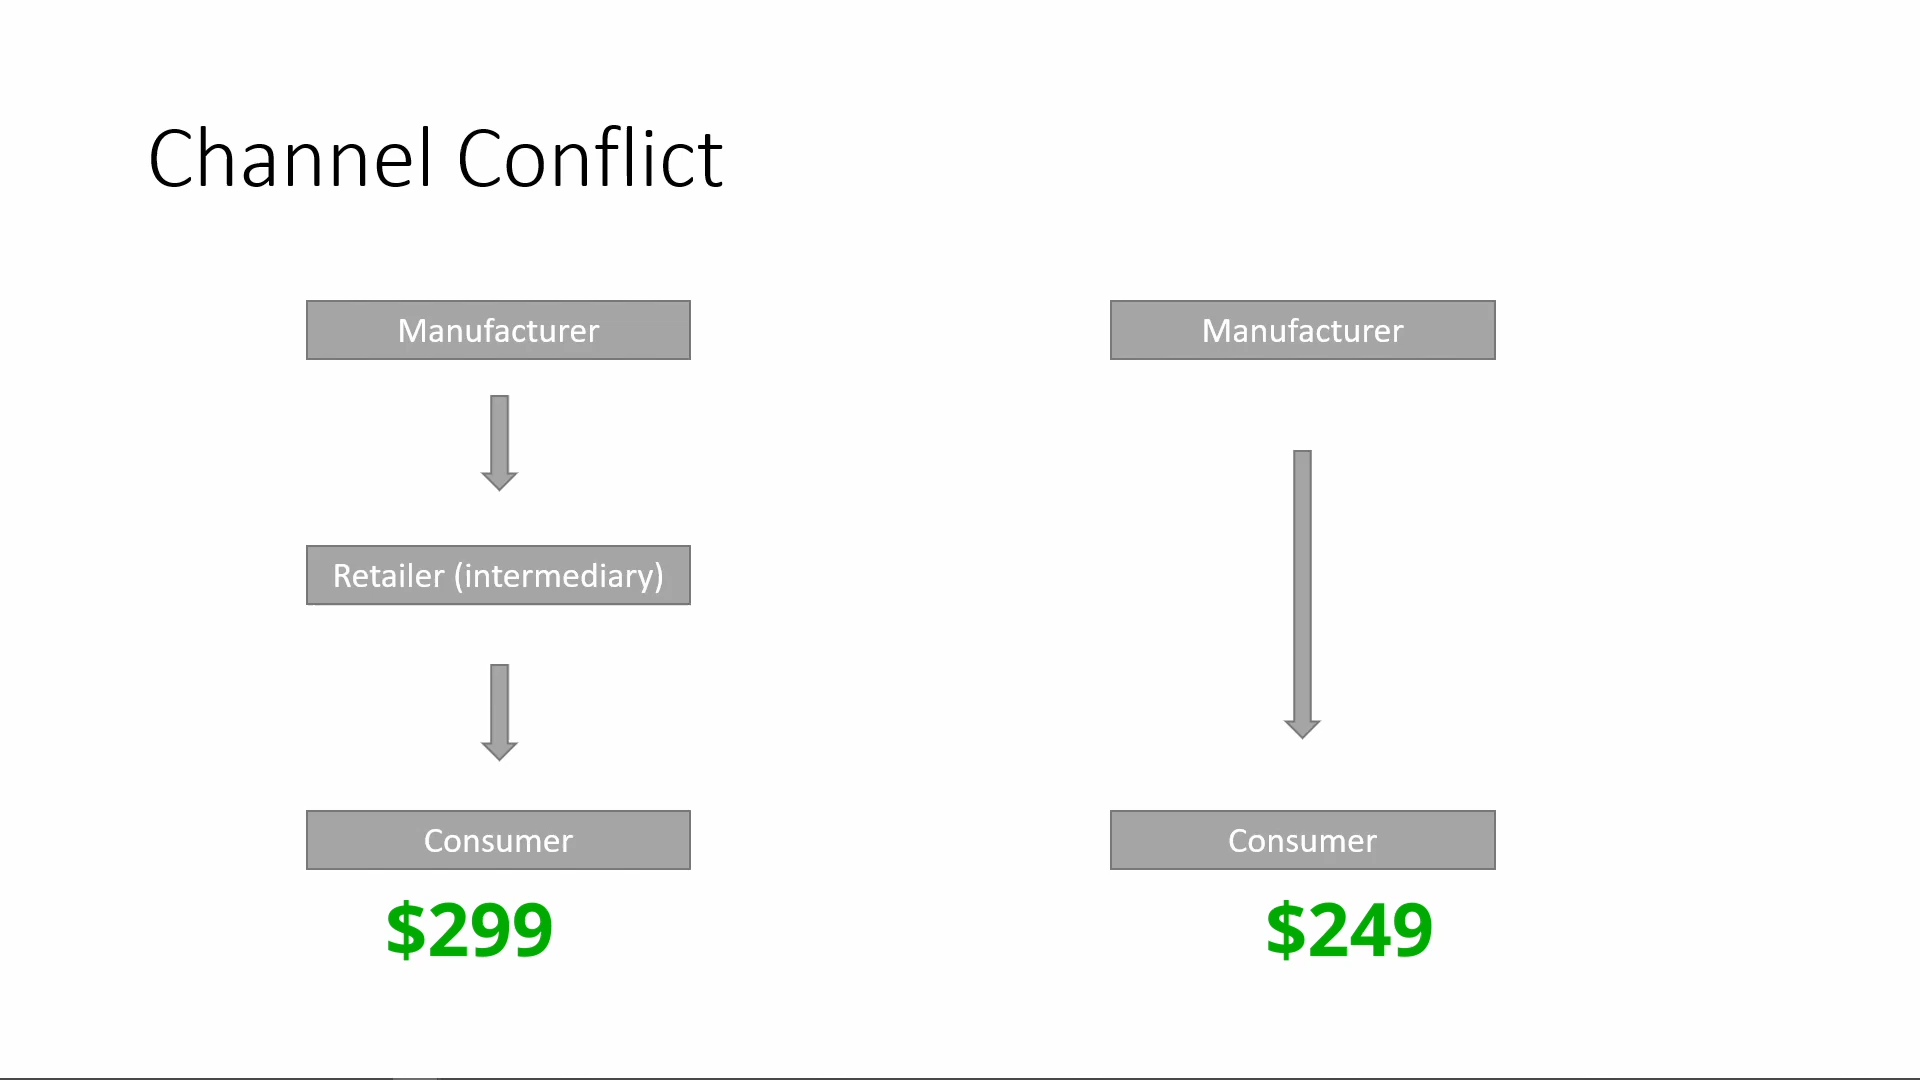 Channel Conflict
Manufacturer
Retailer (intermediary)
Consumer
$299
Manufacturer
Consumer
$249